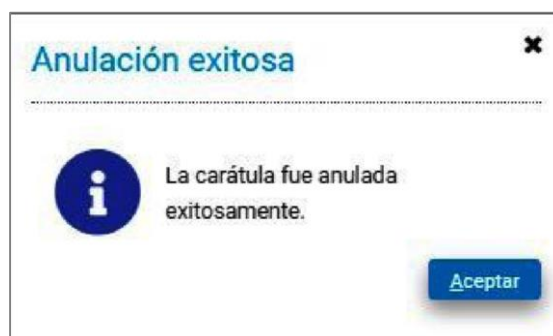 Anulación exitosa
La carátula fue anulada
exitosamente.
Aceptar